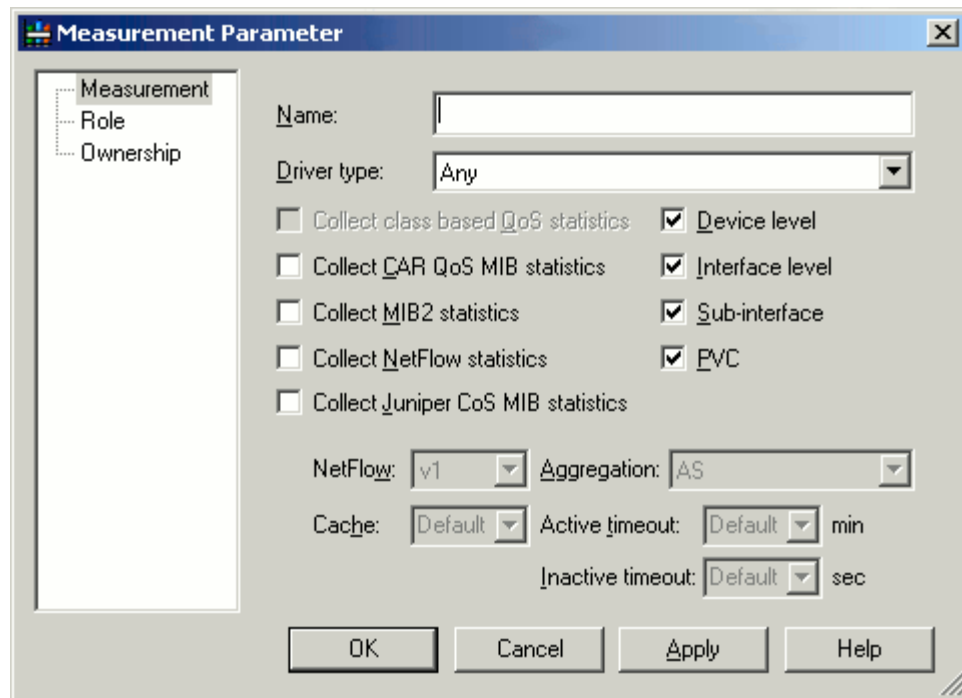 Measurement Parameter
Measurement
Role
Ownership
Name:
Driver type: Any
Collect class based QoS statistics
Device level
Collect CAR QoS MIB statistics
Interface level
Collect MIB2 statistics
Sub-interface
Collect NetFlow statistics
PVC
Collect Juniper CoS MIB statistics
NetFlow: v1 Aggregation: AS
Cache: Default Active timeout: Default min
Inactive timeout: Default sec
OK Cancel Apply Help